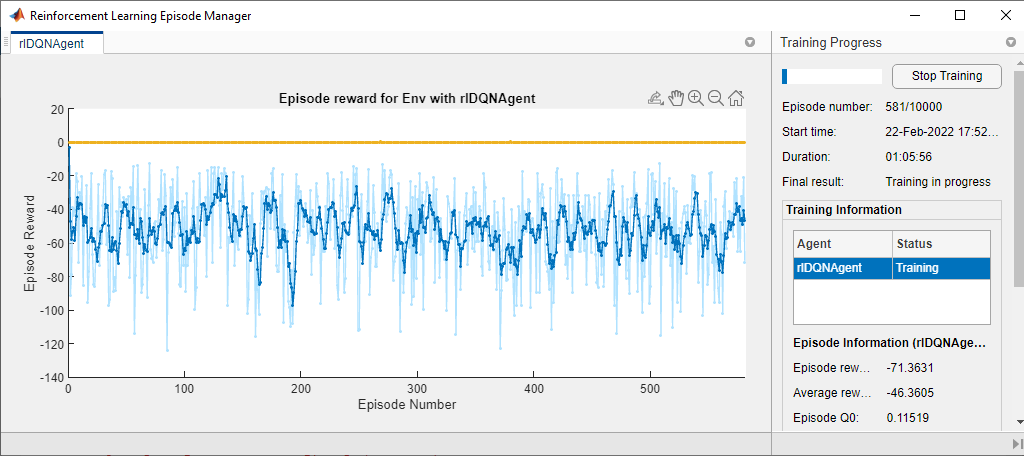 Reinforcement Learning Episode Manager
rlDQNAgent
Episode reward for Env with rlDQNAgent
20
0
-20
-40
-60
-80
-100
-120
-140
Episode Reward
0 100 200 300 400 500
Episode Number
Training Progress
Stop Training
Episode number: 581/10000
Start time: 22-Feb-2022 17:52...
Duration: 01:05:56
Final result: Training in progress
Training Information
Agent Status
rlDQNAgent Training
Episode Information (rlDQNAge...
Episode rew... -71.3631
Average rew... -46.3605
Episode Q0: 0.11519